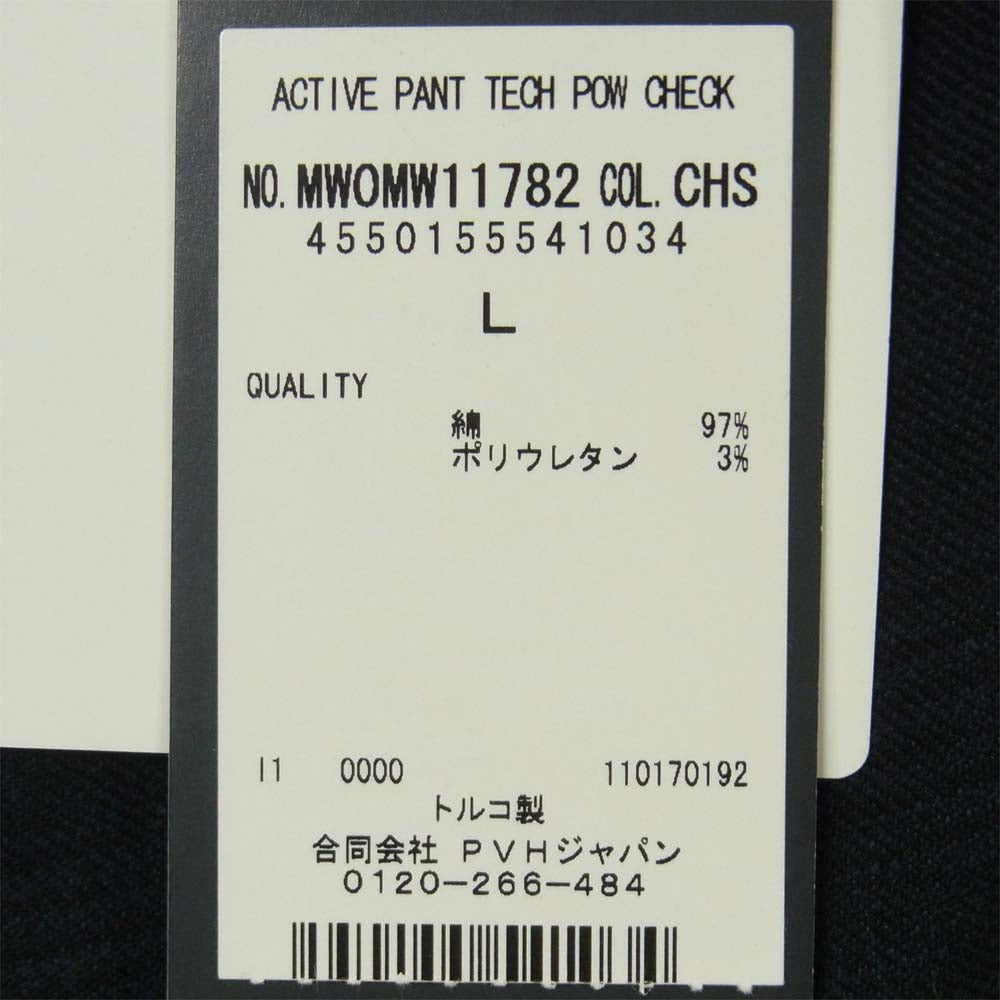 ACTIVE PANT TECH POW CHECK
NO. MW0MW11782 COL. CHS
4550155541034
L
QUALITY
綿 97%
ポリウレタン 3%
I1 0000 110170192
トルコ製
合同会社 PVHジャパン
0120-266-484